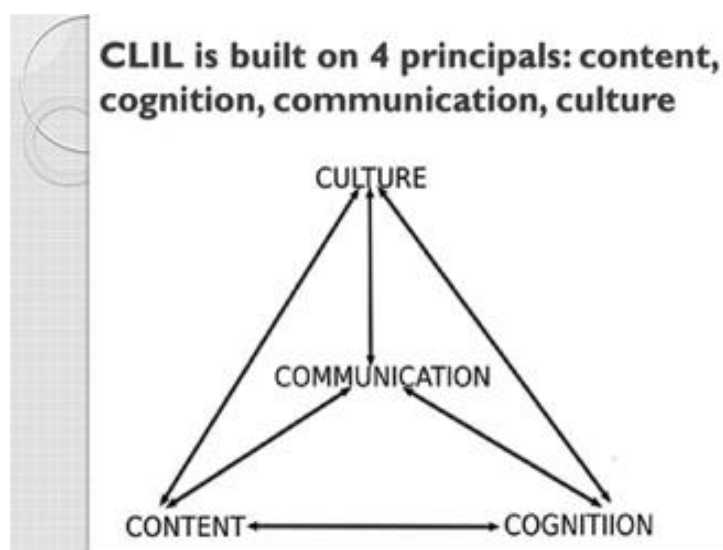 CLIL is built on 4 principals: content,
cognition, communication, culture
CULTURE
COMMUNICATION
CONTENT
COGNITIION